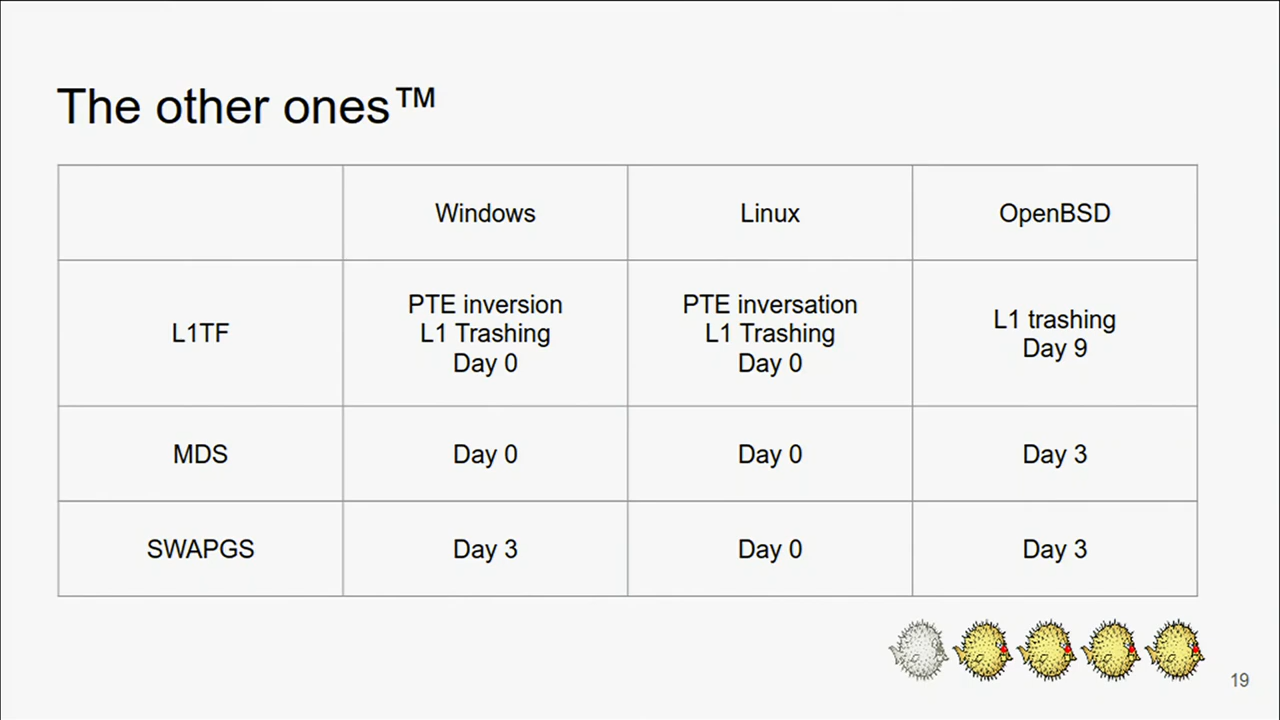 The other ones™
Windows
Linux
OpenBSD
L1TF
PTE inversion
L1 Trashing
Day 0
PTE inversation
L1 Trashing
Day 0
L1 trashing
Day 9
MDS
Day 0
Day 0
Day 3
SWAPGS
Day 3
Day 0
Day 3
19